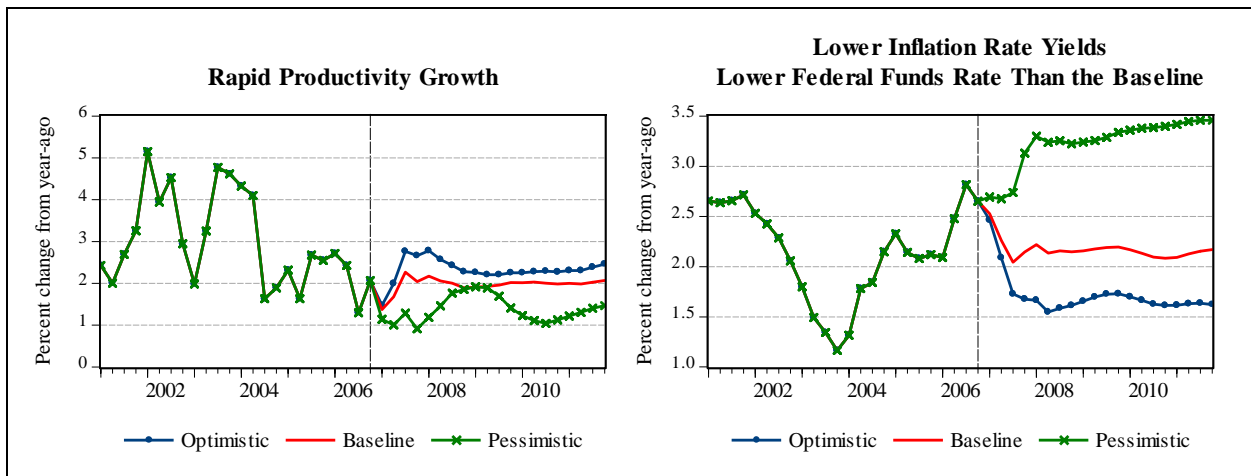 Rapid Productivity Growth
Percent change from year-ago
6
5
4
3
2
1
0
2002 2004 2006 2008 2010
Optimistic Baseline Pessimistic
Lower Inflation Rate Yields
Lower Federal Funds Rate Than the Baseline
Percent change from year-ago
3.5
3.0
2.5
2.0
1.5
1.0
2002 2004 2006 2008 2010
Optimistic Baseline Pessimistic